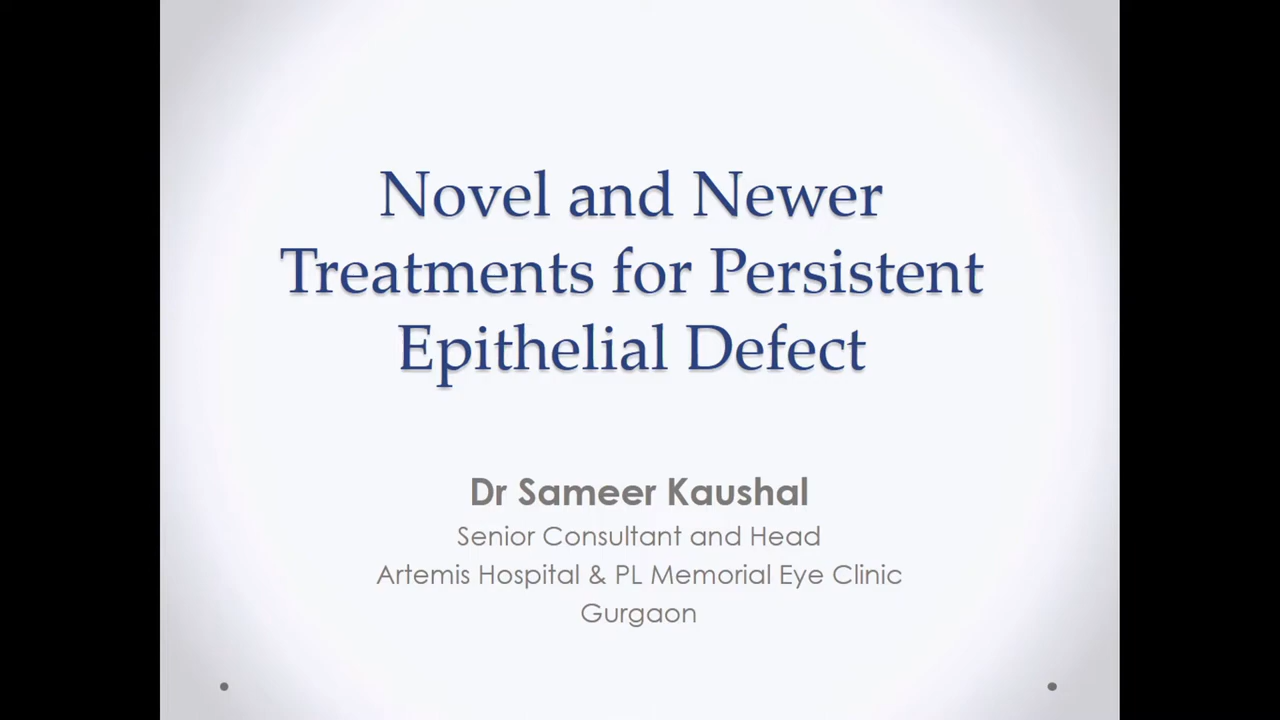 Novel and Newer
Treatments for Persistent
Epithelial Defect
Dr Sameer Kaushal
Senior Consultant and Head
Artemis Hospital & PL Memorial Eye Clinic
Gurgaon